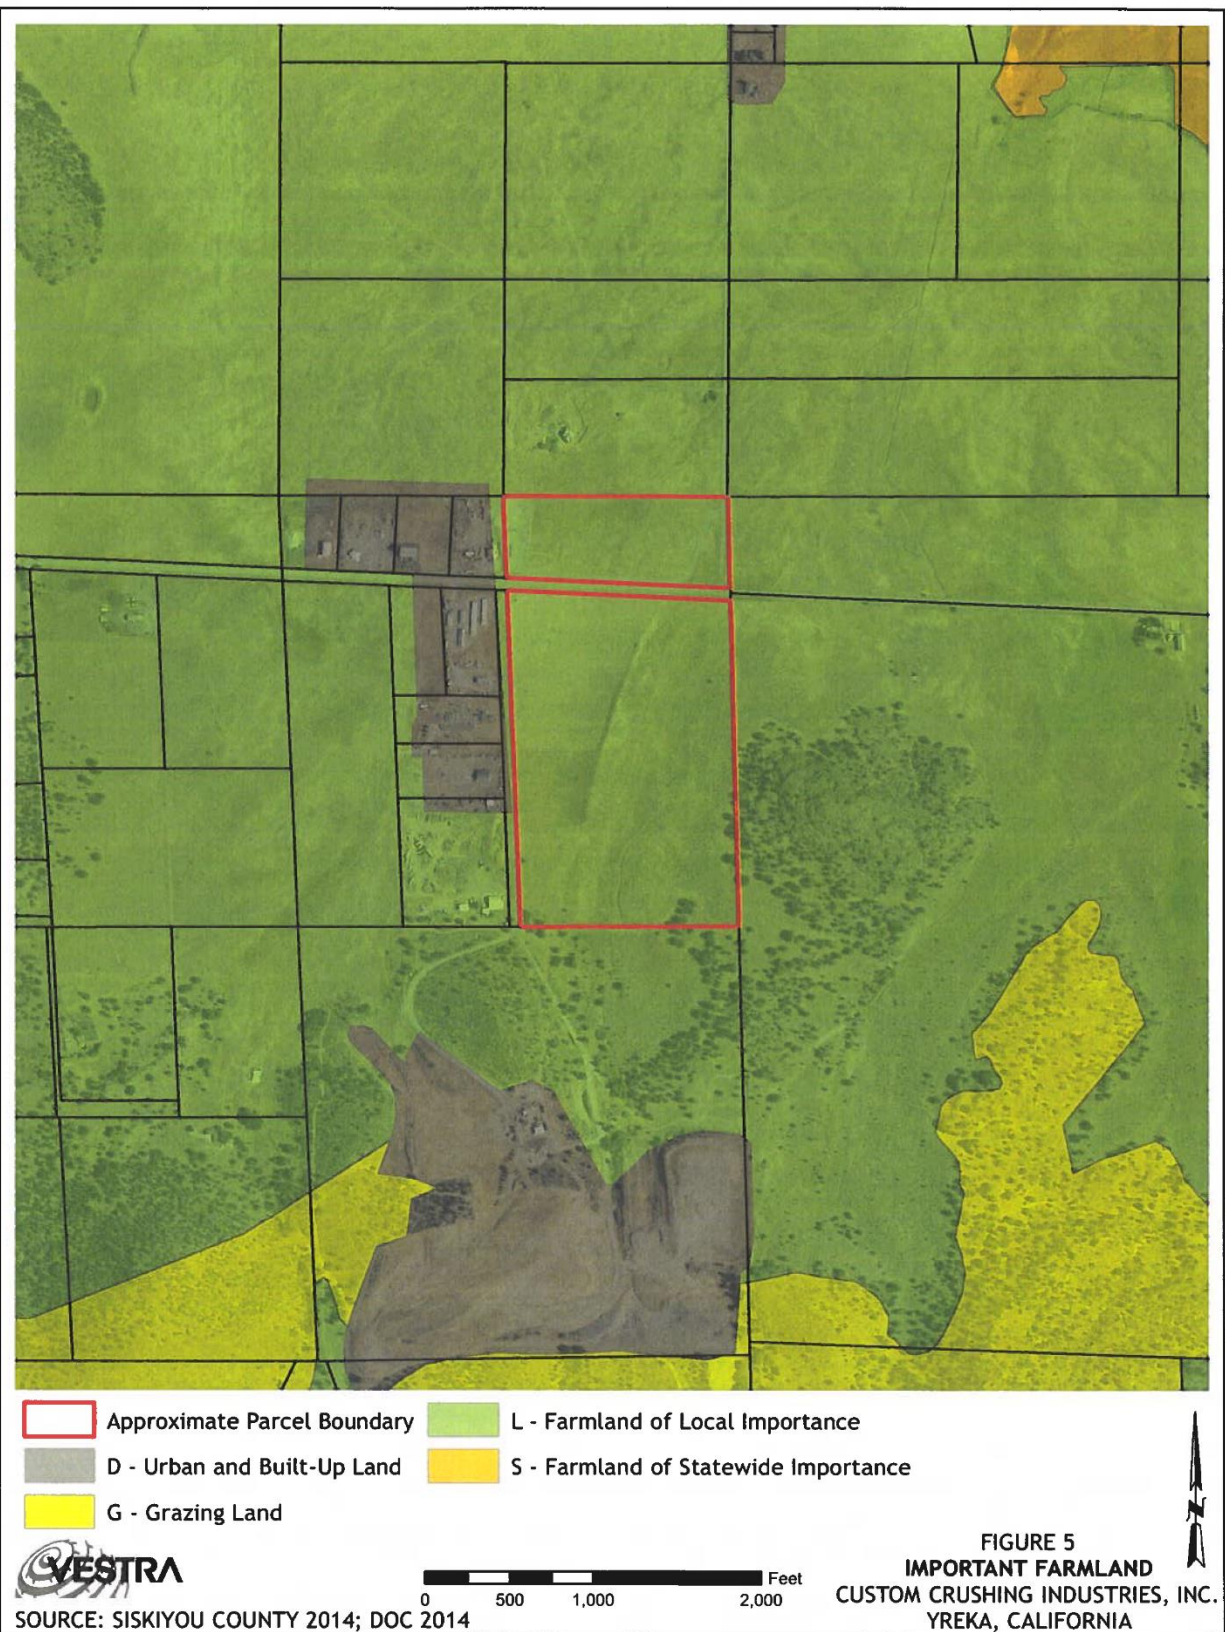 Approximate Parcel Boundary
L - Farmland of Local Importance
D - Urban and Built-Up Land
S - Farmland of Statewide Importance
G - Grazing Land
N
VESTRA
Feet
0 500 1,000 2,000
SOURCE: SISKIYOU COUNTY 2014; DOC 2014
FIGURE 5
IMPORTANT FARMLAND
CUSTOM CRUSHING INDUSTRIES, INC.
YREKA, CALIFORNIA